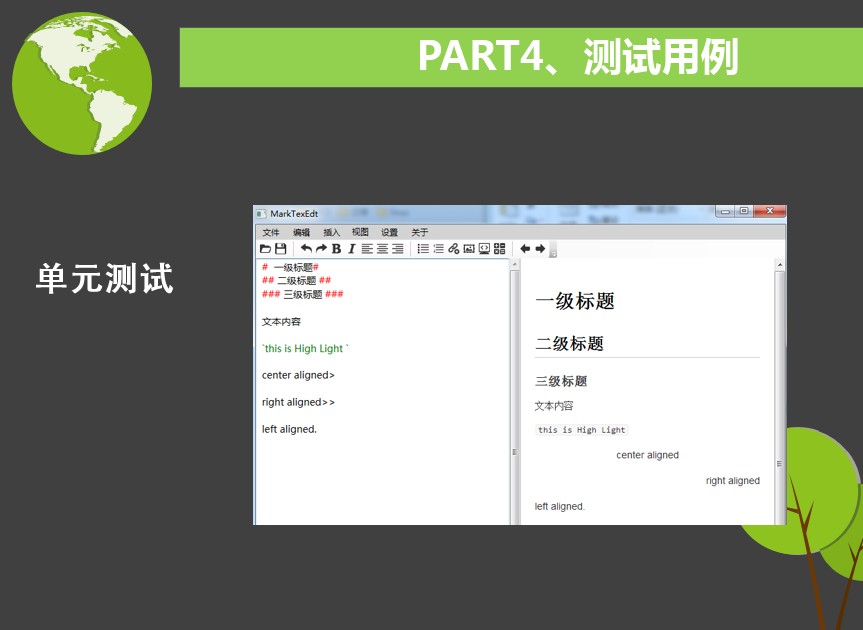 PART4、测试用例
单元测试
MarkTexEdt
文件 编辑 插入 视图 设置 关于
# 一级标题#
## 二级标题 ##
### 三级标题 ###
文本内容
`this is High Light `
center aligned>
right aligned>>
left aligned.
一级标题
二级标题
三级标题
文本内容
this is High Light
center aligned
right aligned
left aligned.